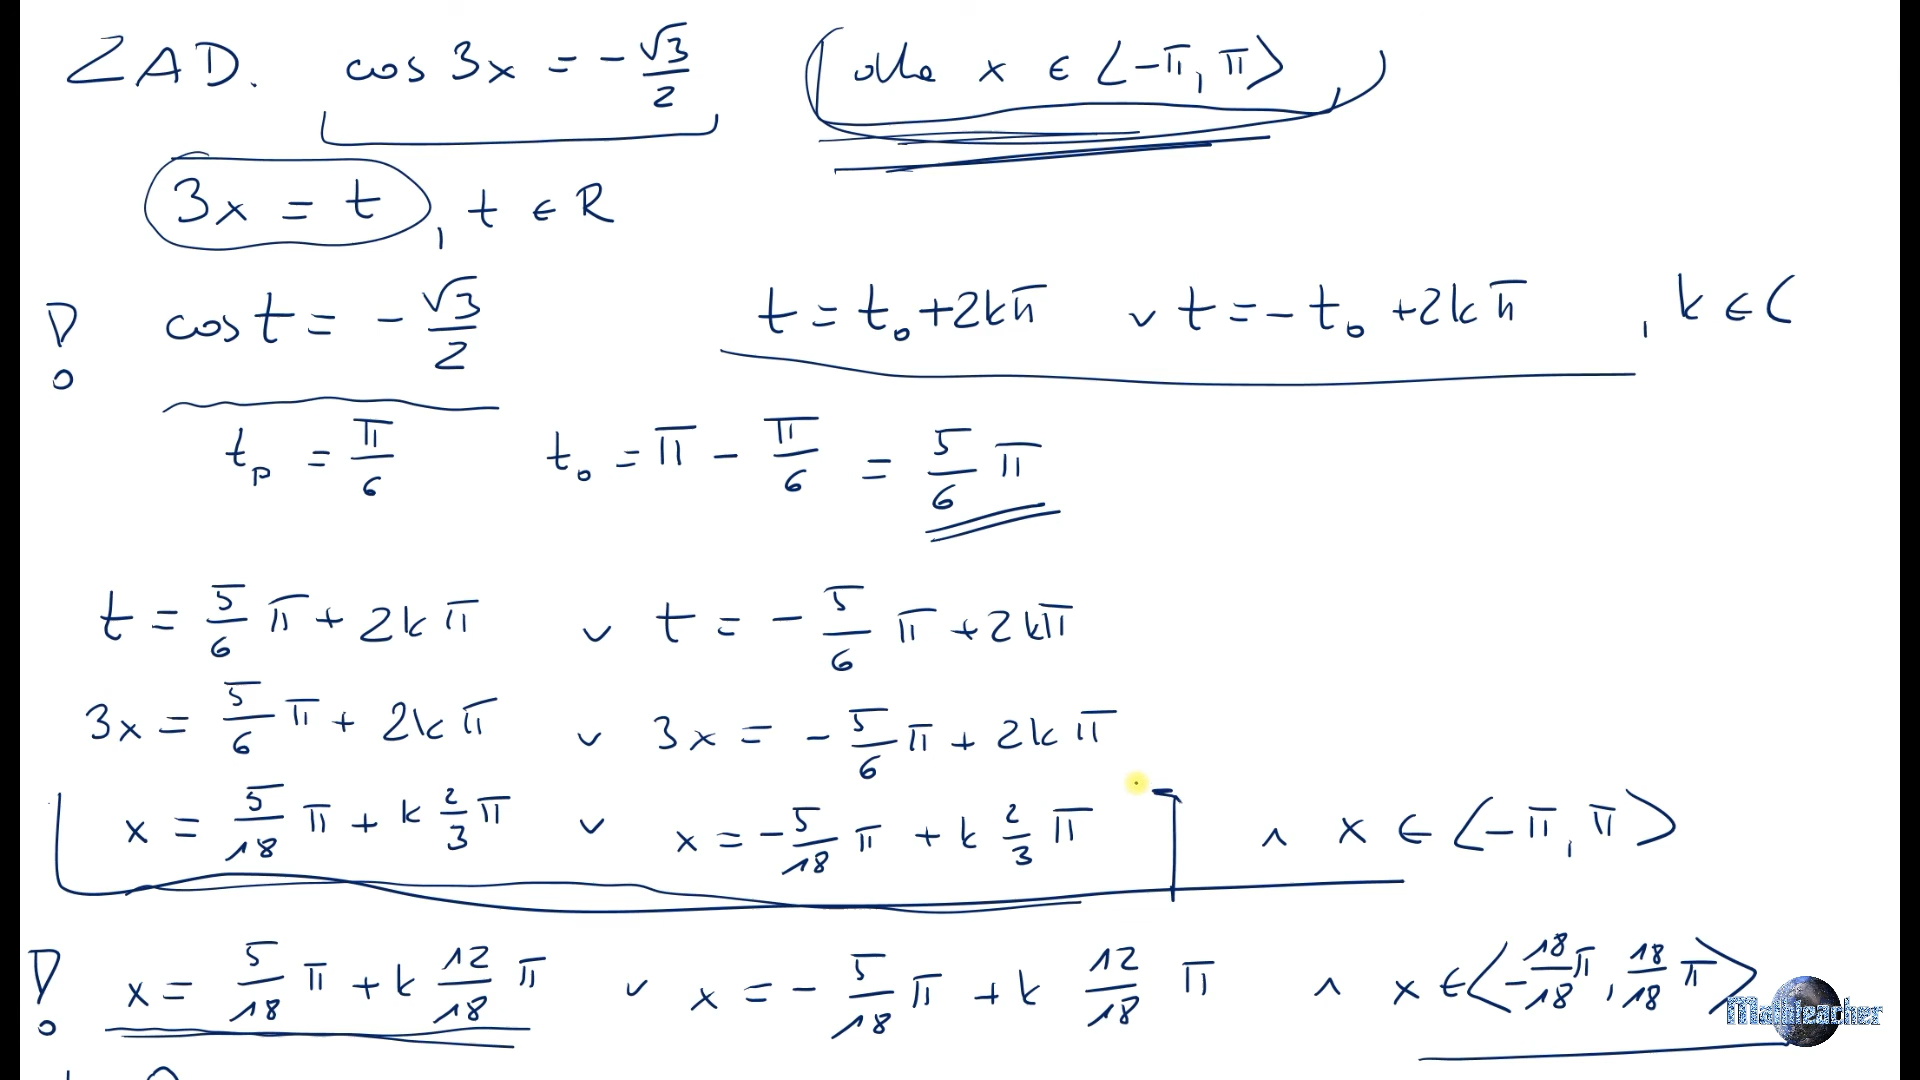 ZAD. cos 3x = -√3/2 (dla x ∈ ⟨-π, π⟩)
3x = t, t ∈ R
! cos t = -√3/2 t₀ = t₀ + 2kπ ∨ t = -t₀ + 2kπ, k ∈ C
t_p = π/6 t₀ = π - π/6 = 5/6 π
t = 5/6 π + 2kπ ∨ t = -5/6 π + 2kπ
3x = 5/6 π + 2kπ ∨ 3x = -5/6 π + 2kπ
x = 5/18 π + k 2/3 π ∨ x = -5/18 π + k 2/3 π ∧ x ∈ ⟨-π, π⟩
! x = 5/18 π + k 12/18 π ∨ x = -5/18 π + k 12/18 π ∧ x ∈ ⟨-18/18 π, 18/18 π⟩
Mathteacher